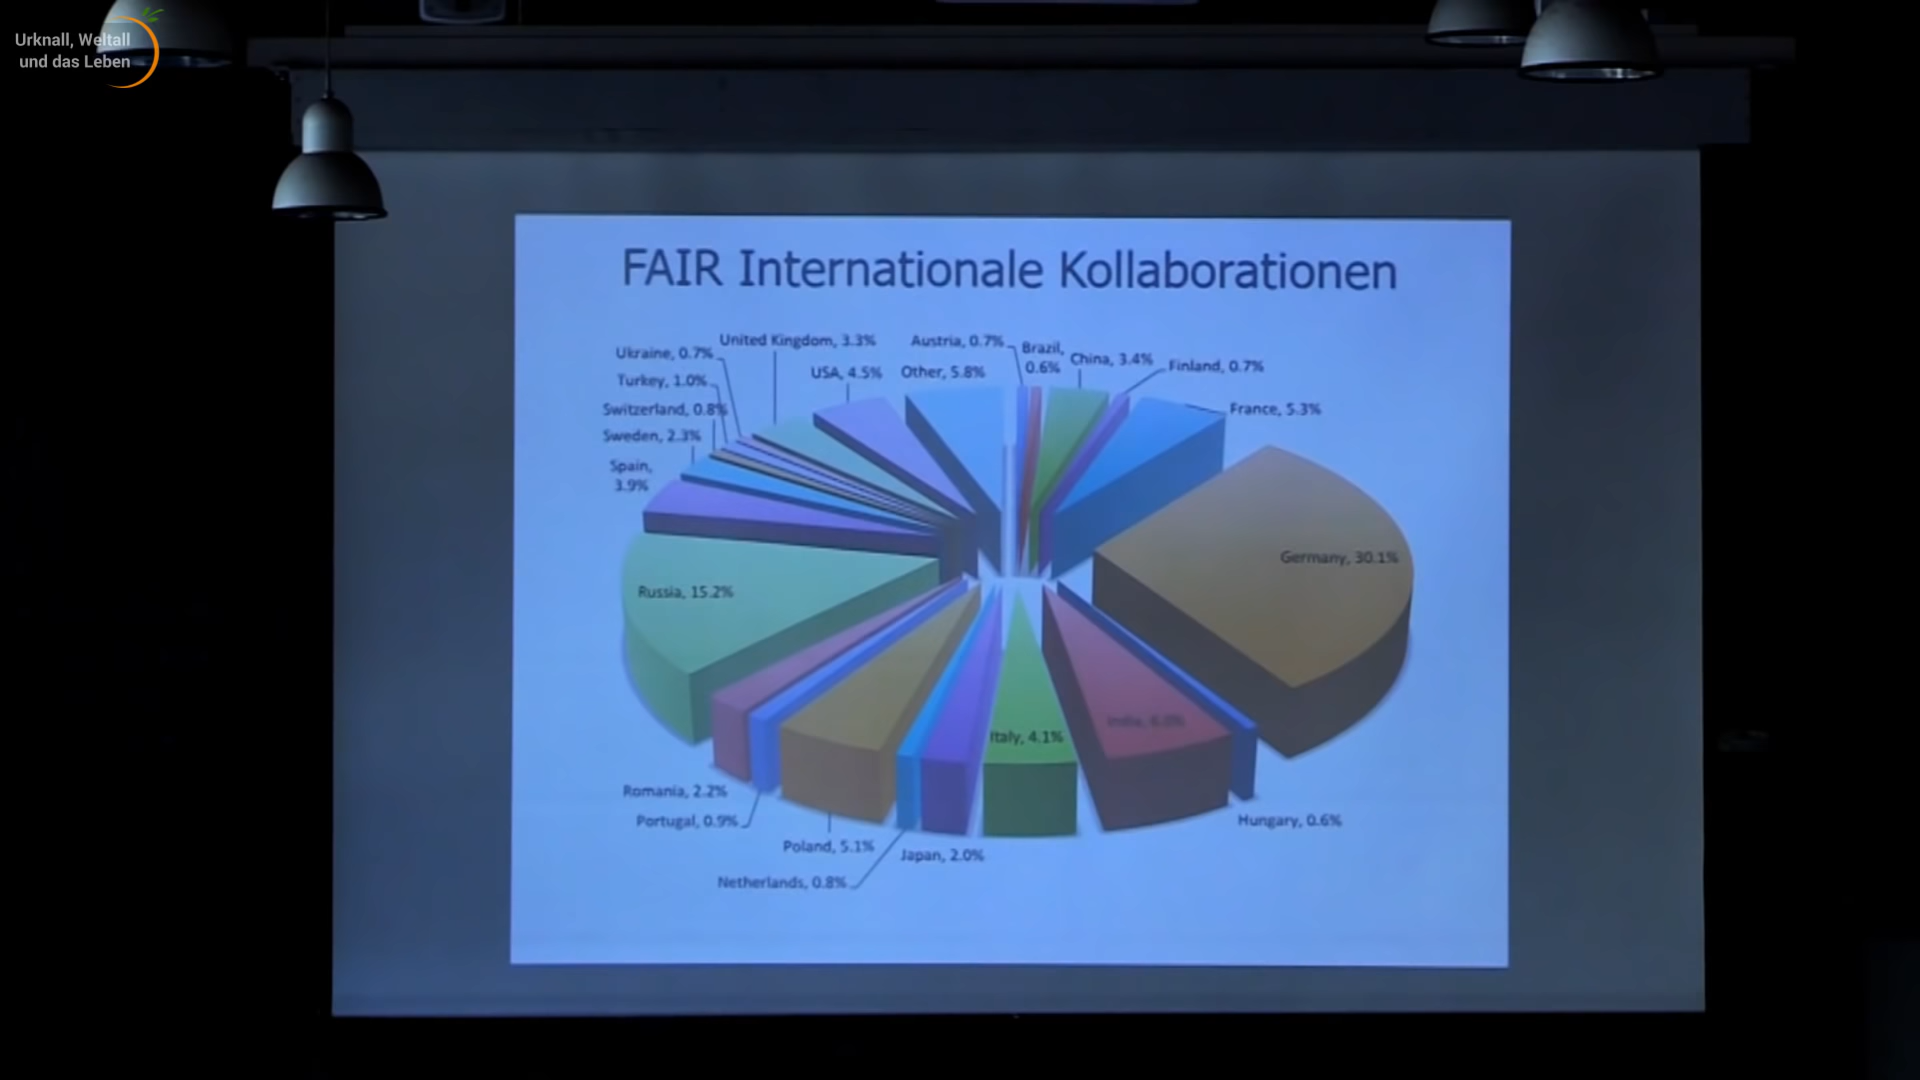 Urknall, Weltall
und das Leben
FAIR Internationale Kollaborationen
United Kingdom, 3.3%
Austria, 0.7%
Brazil,
0.6%
China, 3.4%
Finland, 0.7%
Ukraine, 0.7%
USA, 4.5%
Other, 5.8%
Turkey, 1.0%
Switzerland, 0.8%
France, 5.3%
Sweden, 2.3%
Spain,
3.9%
Germany, 30.1%
Russia, 15.2%
Italy, 4.1%
Romania, 2.2%
Portugal, 0.9%
Hungary, 0.6%
Poland, 5.1%
Japan, 2.0%
Netherlands, 0.8%